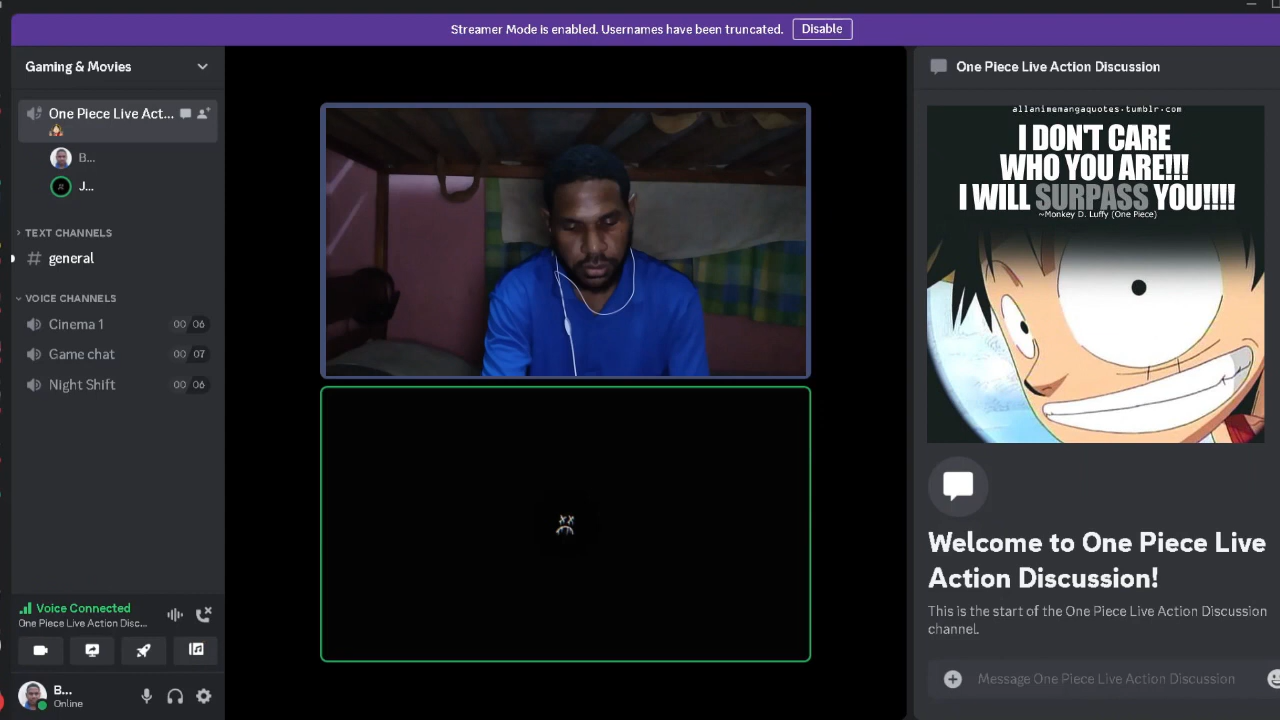 Streamer Mode is enabled. Usernames have been truncated.
Disable
Gaming & Movies
One Piece Live Act...
B...
J...
TEXT CHANNELS
# general
VOICE CHANNELS
Cinema 1 00 06
Game chat 00 07
Night Shift 00 06
Voice Connected
One Piece Live Action Disc...
B...
Online
One Piece Live Action Discussion
allanimemangaquotes.tumblr.com
I DON'T CARE
WHO YOU ARE!!!
I WILL SURPASS YOU!!!!
~Monkey D. Luffy (One Piece)
Welcome to One Piece Live
Action Discussion!
This is the start of the One Piece Live Action Discussion
channel.
Message One Piece Live Action Discussion